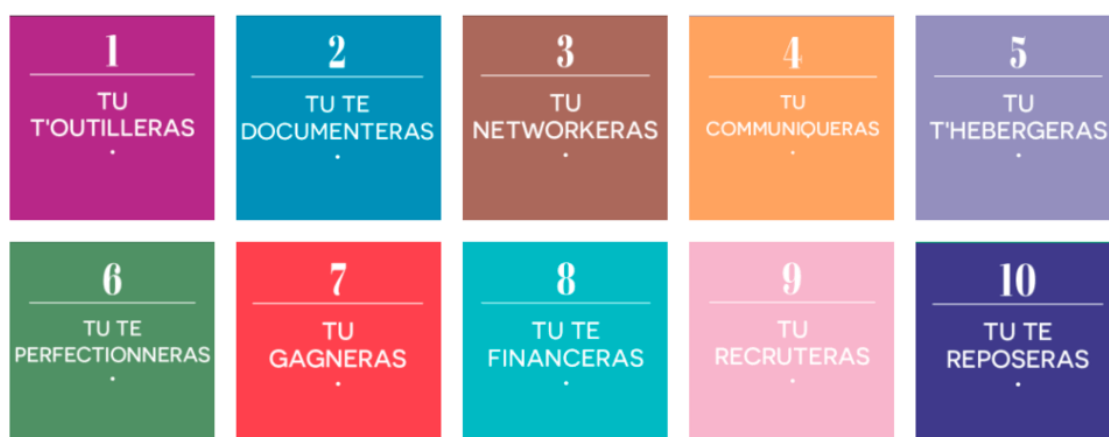 1
TU
T'OUTILLERAS
2
TU TE
DOCUMENTERAS
3
TU
NETWORKERAS
4
TU
COMMUNIQUERAS
5
TU
T'HEBERGERAS
6
TU TE
PERFECTIONNERAS
7
TU
GAGNERAS
8
TU TE
FINANCERAS
9
TU
RECRUTERAS
10
TU TE
REPOSERAS